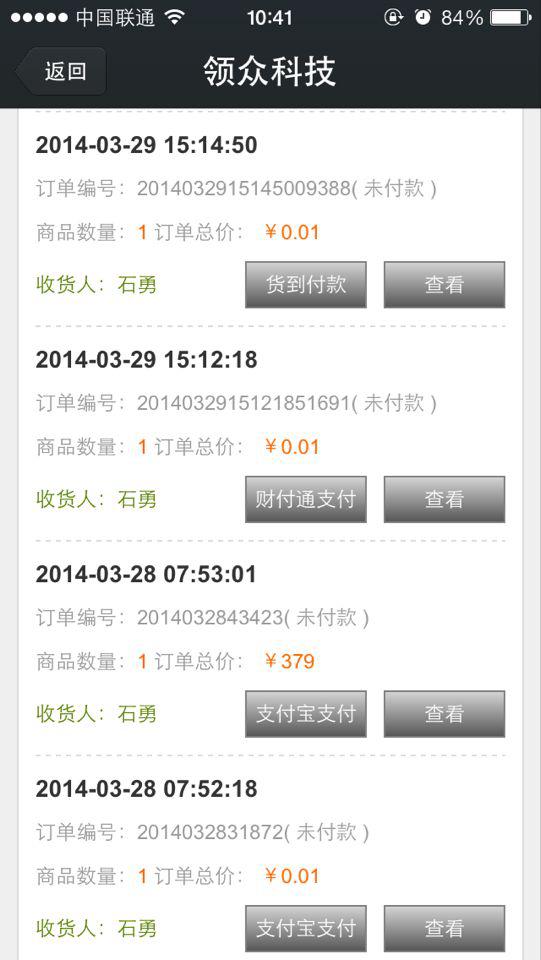 中国联通 10:41 84%
返回 领众科技
2014-03-29 15:14:50
订单编号：2014032915145009388( 未付款 )
商品数量：1 订单总价： ￥0.01
收货人：石勇 货到付款 查看
2014-03-29 15:12:18
订单编号：2014032915121851691( 未付款 )
商品数量：1 订单总价： ￥0.01
收货人：石勇 财付通支付 查看
2014-03-28 07:53:01
订单编号：2014032843423( 未付款 )
商品数量：1 订单总价： ￥379
收货人：石勇 支付宝支付 查看
2014-03-28 07:52:18
订单编号：2014032831872( 未付款 )
商品数量：1 订单总价： ￥0.01
收货人：石勇 支付宝支付 查看